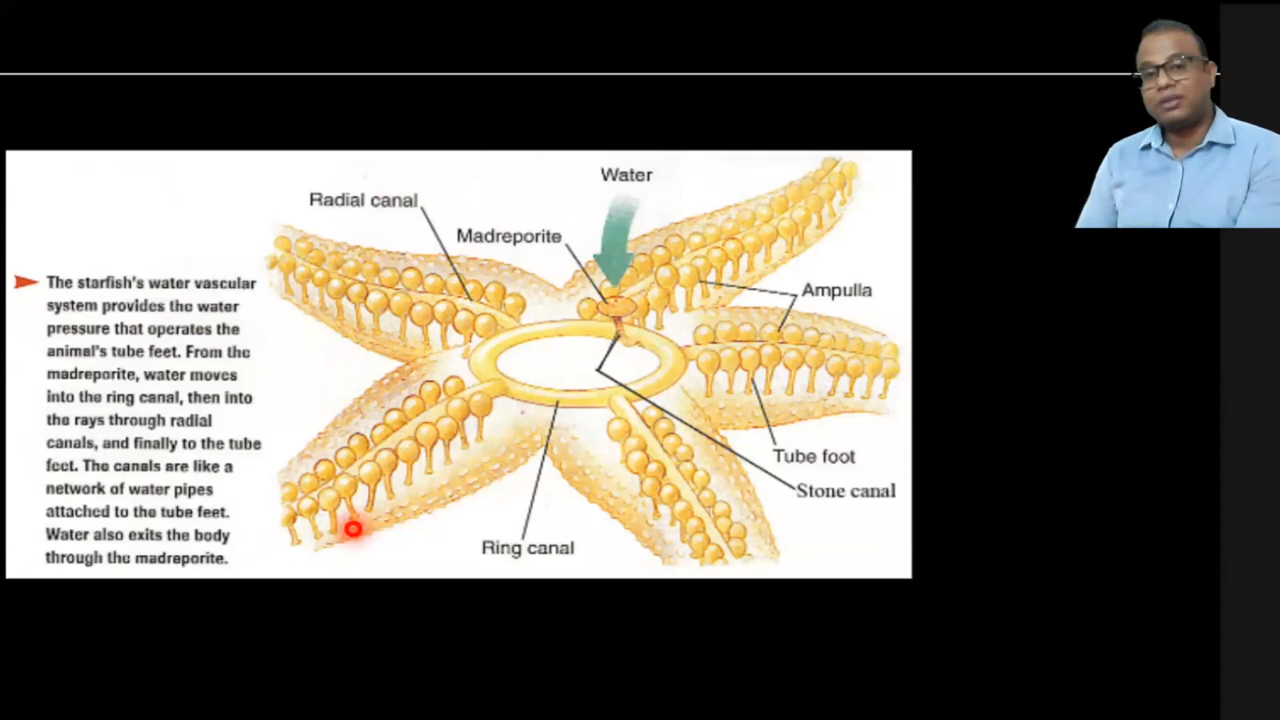 Water
Radial canal
Madreporite
The starfish's water vascular
system provides the water
pressure that operates the
animal's tube feet. From the
madreporite, water moves
into the ring canal, then into
the rays through radial
canals, and finally to the tube
feet. The canals are like a
network of water pipes
attached to the tube feet.
Water also exits the body
through the madreporite.
Ampulla
Tube foot
Stone canal
Ring canal